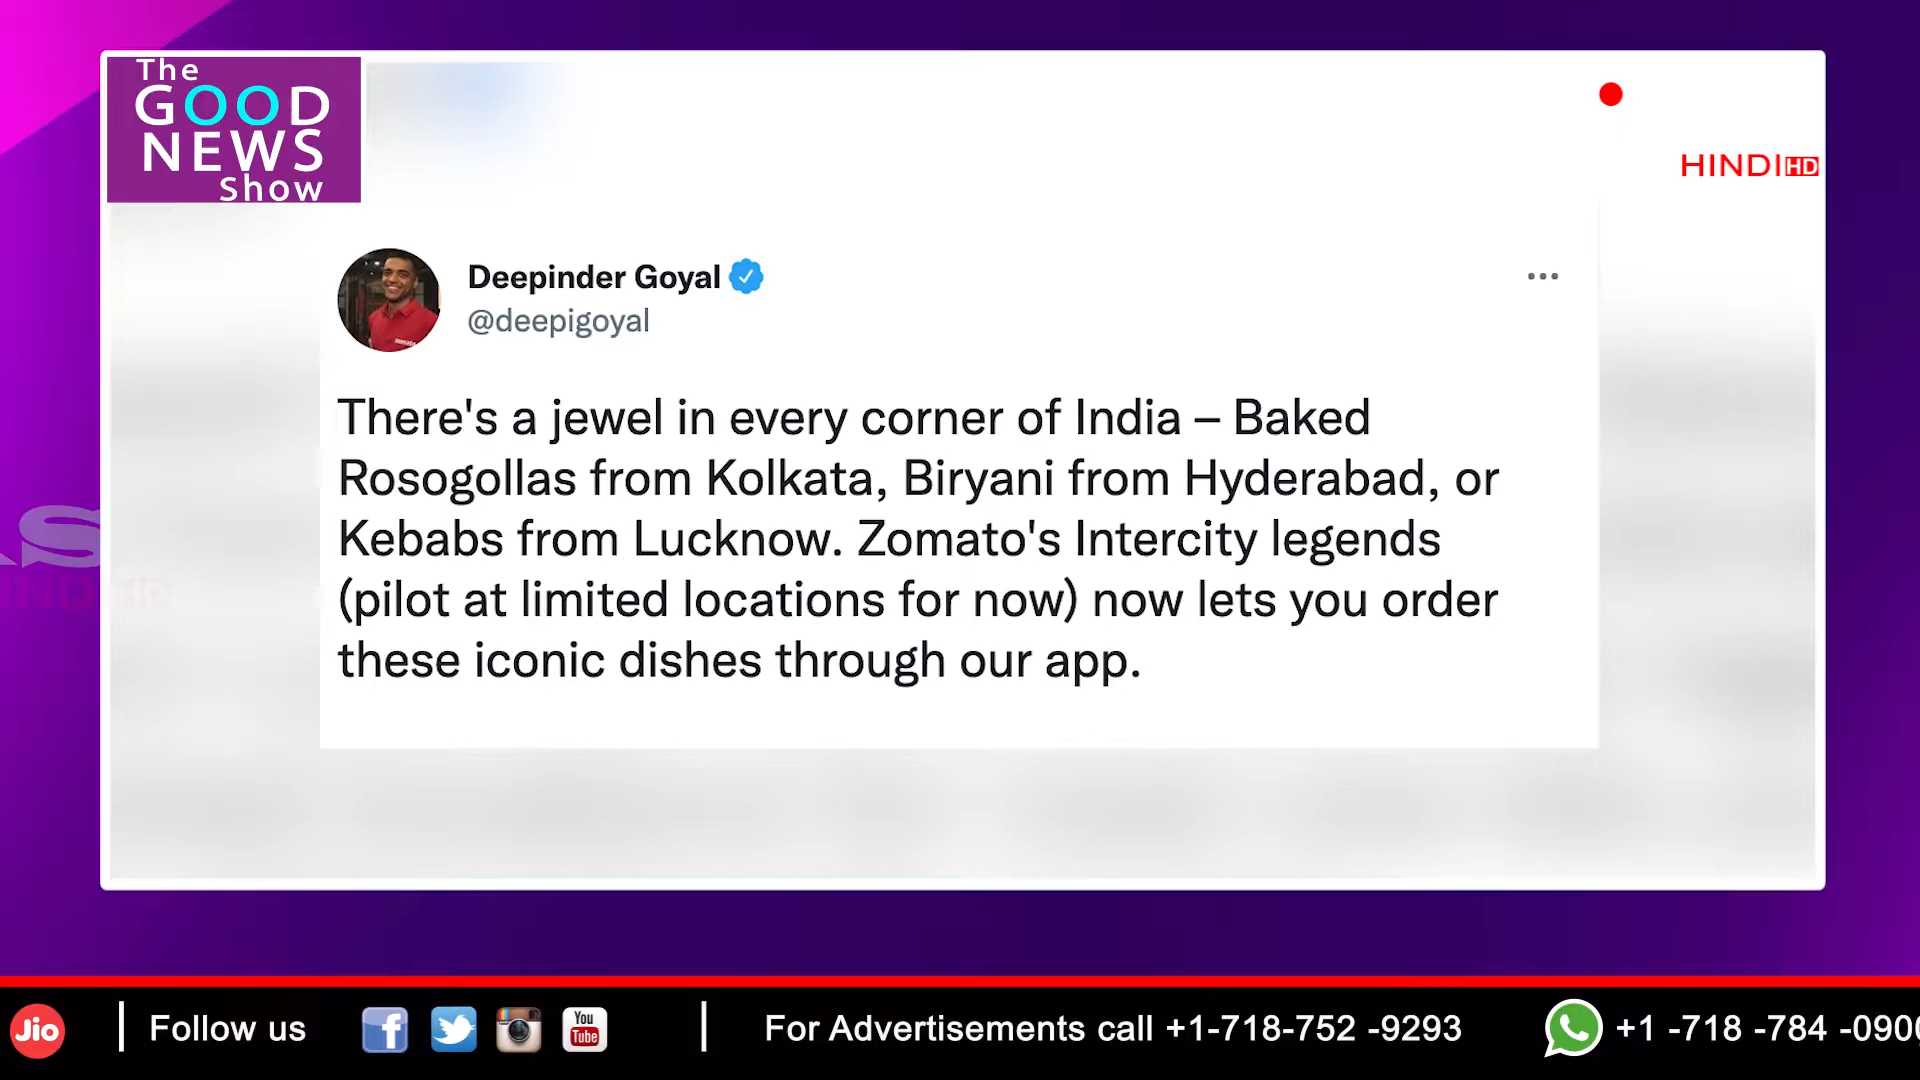 The
GOOD
NEWS
Show
HINDI HD
Deepinder Goyal
@deepigoyal
There's a jewel in every corner of India – Baked
Rosogollas from Kolkata, Biryani from Hyderabad, or
Kebabs from Lucknow. Zomato's Intercity legends
(pilot at limited locations for now) now lets you order
these iconic dishes through our app.
Jio
Follow us
You
Tube
For Advertisements call +1-718-752 -9293
+1 -718 -784 -090